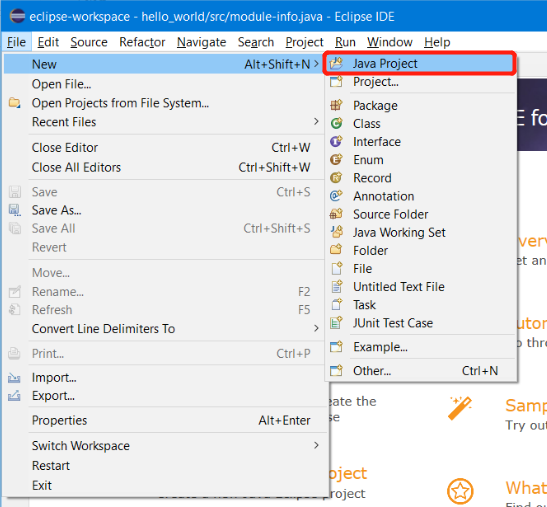 eclipse-workspace - hello_world/src/module-info.java - Eclipse IDE
File Edit Source Refactor Navigate Search Project Run Window Help
New Alt+Shift+N >
Open File...
Open Projects from File System...
Recent Files >
Close Editor Ctrl+W
Close All Editors Ctrl+Shift+W
Save Ctrl+S
Save As...
Save All Ctrl+Shift+S
Revert
Move...
Rename... F2
Refresh F5
Convert Line Delimiters To >
Print... Ctrl+P
Import...
Export...
Properties Alt+Enter
Switch Workspace >
Restart
Exit
Java Project
Project...
Package
Class
Interface
Enum
Record
Annotation
Source Folder
Java Working Set
Folder
File
Untitled Text File
Task
JUnit Test Case
Example...
Other... Ctrl+N
E fo
verv
et an
utor
o thr
eate the
se
Samp
Try out
oject
Create a new Java Eclipse project
What
Find out